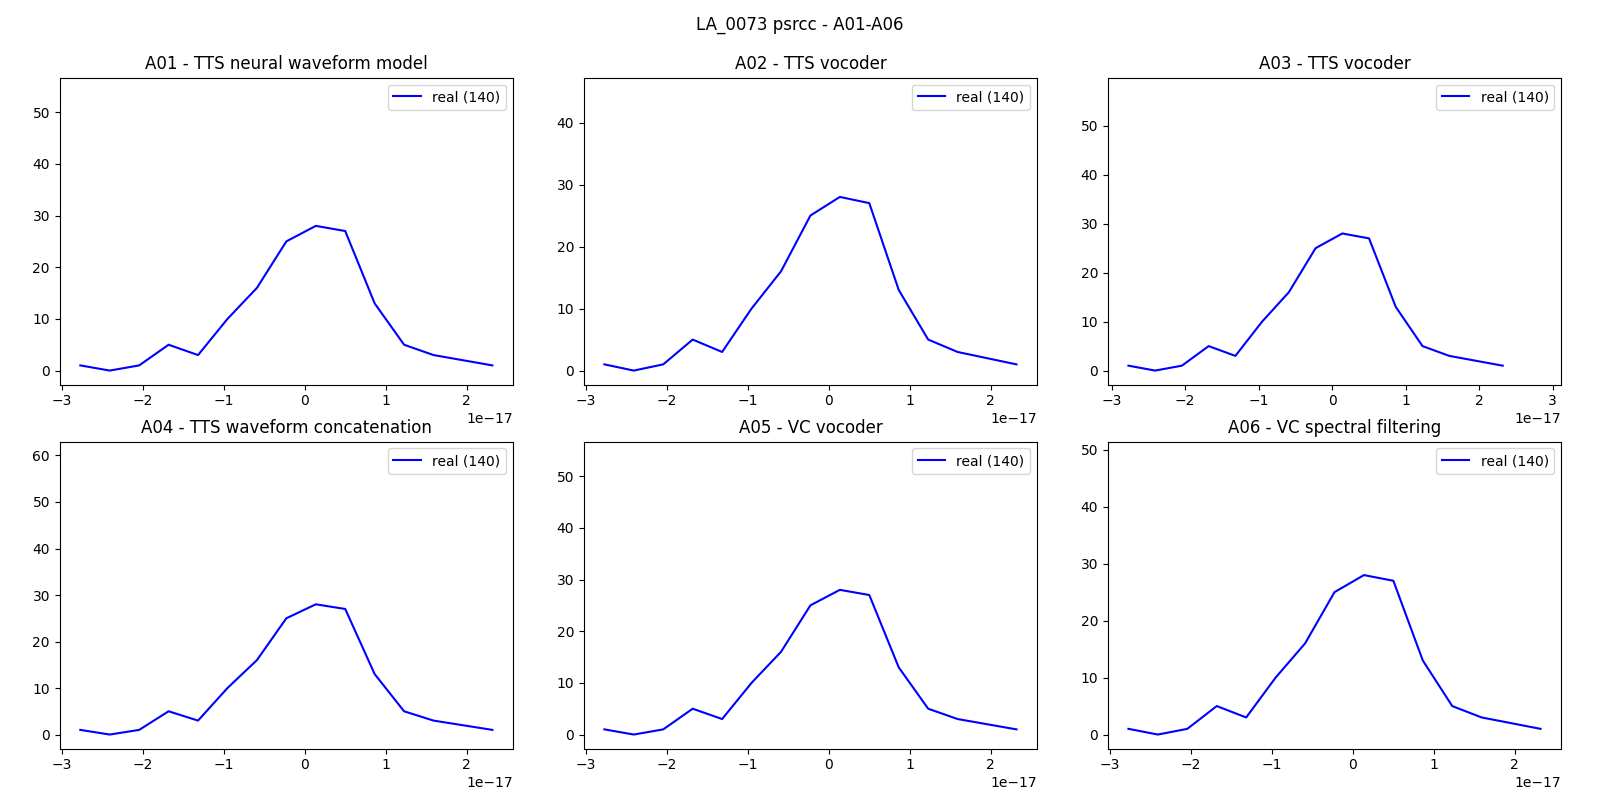 LA_0073 psrcc - A01-A06
A01 - TTS neural waveform model
real (140)
50
40
30
20
10
0
−3 −2 −1 0 1 2
1e−17
A02 - TTS vocoder
real (140)
40
30
20
10
0
−3 −2 −1 0 1 2
1e−17
A03 - TTS vocoder
real (140)
50
40
30
20
10
0
−3 −2 −1 0 1 2 3
1e−17
A04 - TTS waveform concatenation
real (140)
60
50
40
30
20
10
0
−3 −2 −1 0 1 2
1e−17
A05 - VC vocoder
real (140)
50
40
30
20
10
0
−3 −2 −1 0 1 2
1e−17
A06 - VC spectral filtering
real (140)
50
40
30
20
10
0
−3 −2 −1 0 1 2
1e−17